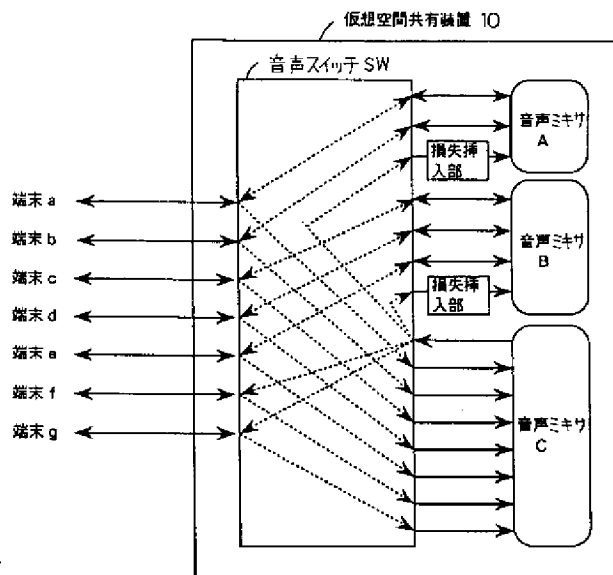 仮想空間共有装置 10
音声スイッチ SW
音声ミキサ
A
損失挿
入部
音声ミキサ
B
損失挿
入部
音声ミキサ
C
端末 a
端末 b
端末 c
端末 d
端末 e
端末 f
端末 g